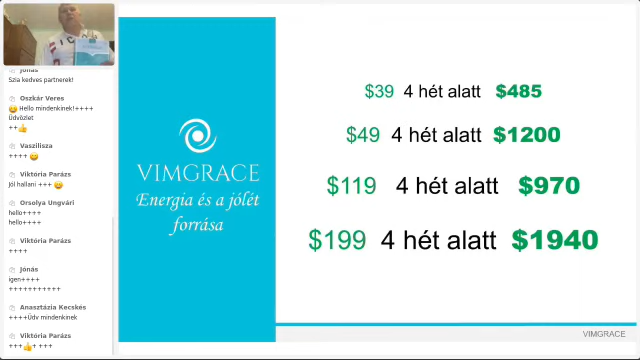 Jónás
Szia kedves partnerek!
Oszkár Veres
Hello mindenkinek!++++
Üdvözlet
++
Vaszilisza
++++
Viktória Parázs
Jól hallani +++
Orsolya Ungvári
hello++++
hello++++
Viktória Parázs
++++
Jónás
igen++++
+++++++++++
Anasztázia Kecskés
++++Üdv mindenkinek
Viktória Parázs
+++ + +++
VIMGRACE
Energia és a jólét
forrása
$39 4 hét alatt $485
$49 4 hét alatt $1200
$119 4 hét alatt $970
$199 4 hét alatt $1940
VIMGRACE